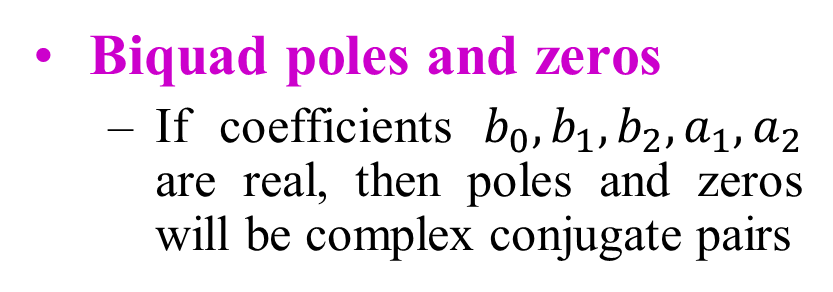 • Biquad poles and zeros
– If coefficients b₀, b₁, b₂, a₁, a₂
are real, then poles and zeros
will be complex conjugate pairs